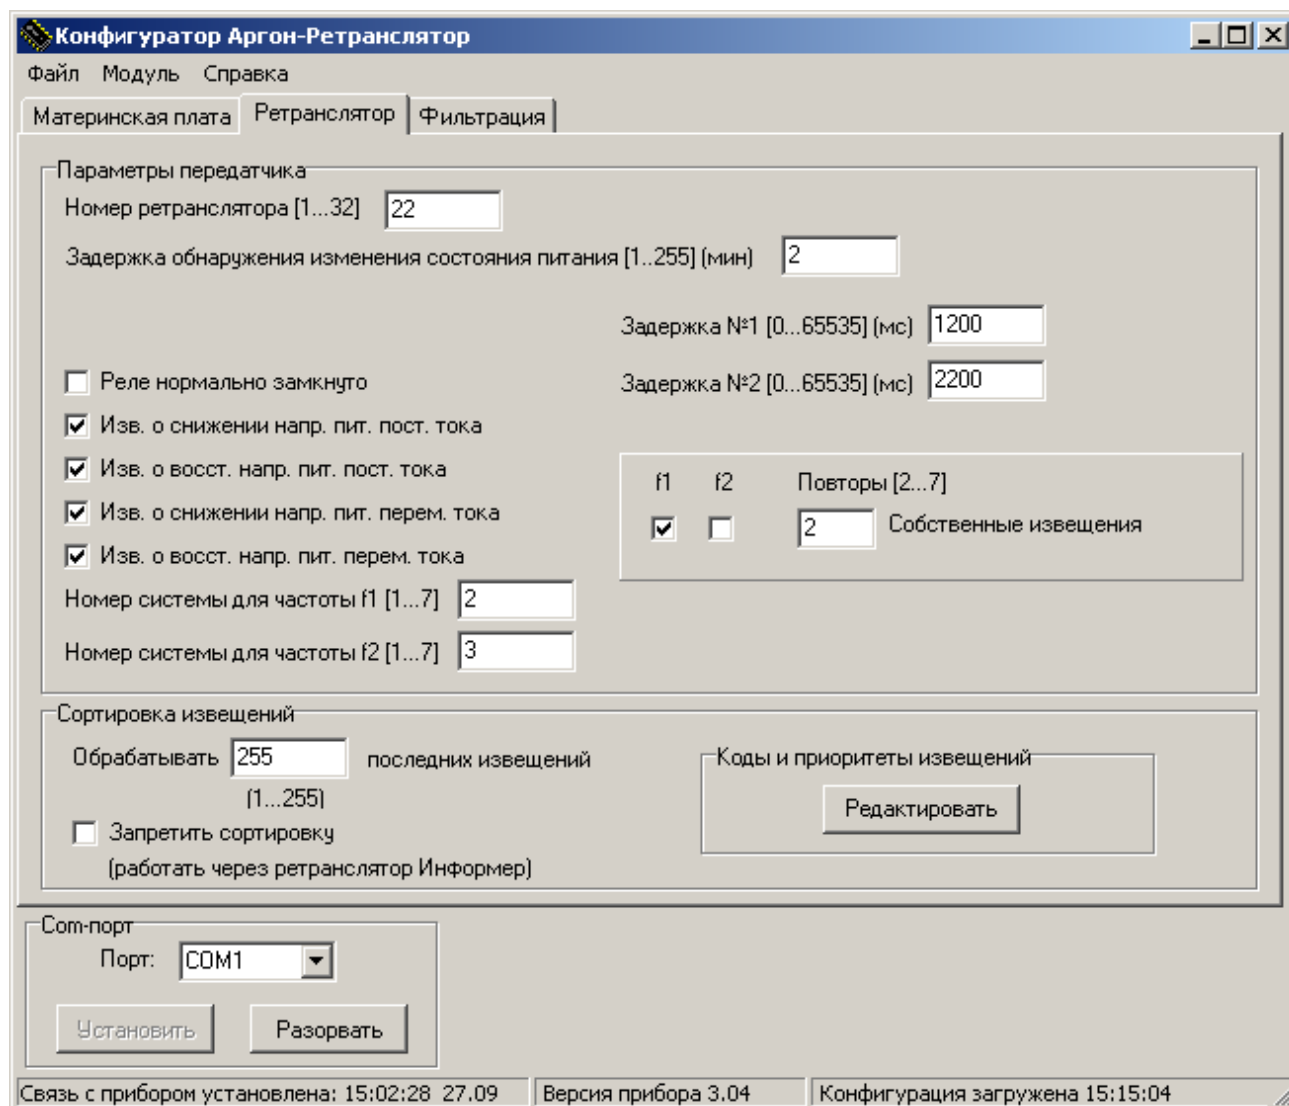 Конфигуратор Аргон-Ретранслятор
Файл Модуль Справка
Материнская плата Ретранслятор Фильтрация
Параметры передатчика
Номер ретранслятора [1...32] 22
Задержка обнаружения изменения состояния питания [1..255] (мин) 2
Задержка №1 [0...65535] (мс) 1200
Реле нормально замкнуто
Задержка №2 [0...65535] (мс) 2200
Изв. о снижении напр. пит. пост. тока
Изв. о восст. напр. пит. пост. тока
Изв. о снижении напр. пит. перем. тока
Изв. о восст. напр. пит. перем. тока
f1 f2 Повторы [2...7]
2 Собственные извещения
Номер системы для частоты f1 [1...7] 2
Номер системы для частоты f2 [1...7] 3
Сортировка извещений
Обрабатывать 255 последних извещений
(1...255)
Запретить сортировку
(работать через ретранслятор Информер)
Коды и приоритеты извещений
Редактировать
Com-порт
Порт: COM1
Установить Разорвать
Связь с прибором установлена: 15:02:28 27.09 Версия прибора 3.04 Конфигурация загружена 15:15:04